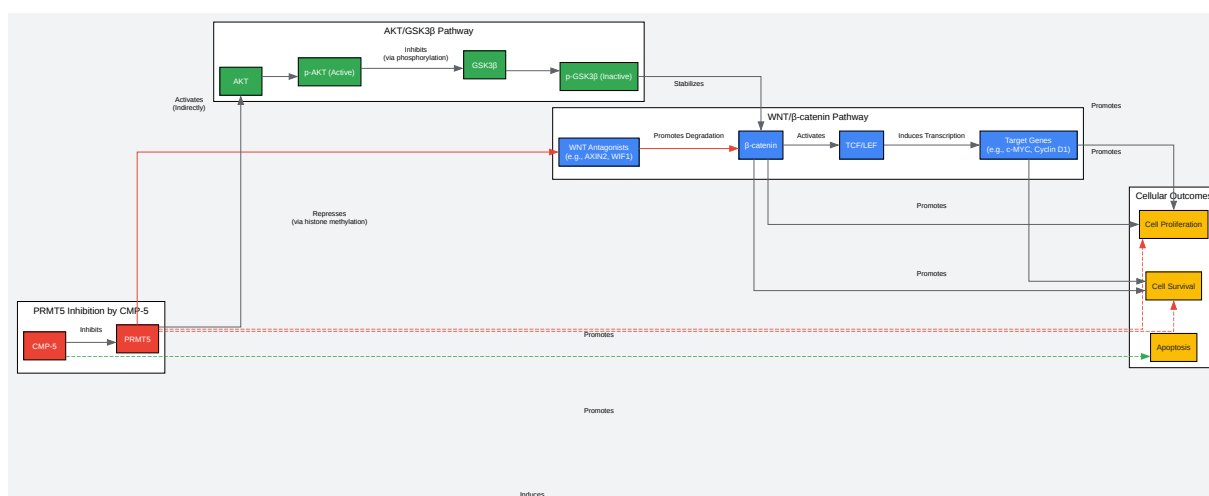 AKT/GSK3β Pathway
Inhibits
(via phosphorylation)
AKT
p-AKT (Active)
GSK3β
p-GSK3β (Inactive)
Stabilizes
Activates
(Indirectly)
WNT/β-catenin Pathway
Promotes
WNT Antagonists
(e.g., AXIN2, WIF1)
Promotes Degradation
β-catenin
Activates
TCF/LEF
Induces Transcription
Target Genes
(e.g., c-MYC, Cyclin D1)
Promotes
Cellular Outcomes
Promotes
Represses
(via histone methylation)
Cell Proliferation
Promotes
Cell Survival
PRMT5 Inhibition by CMP-5
CMP-5
Inhibits
PRMT5
Promotes
Apoptosis
Promotes
Induces